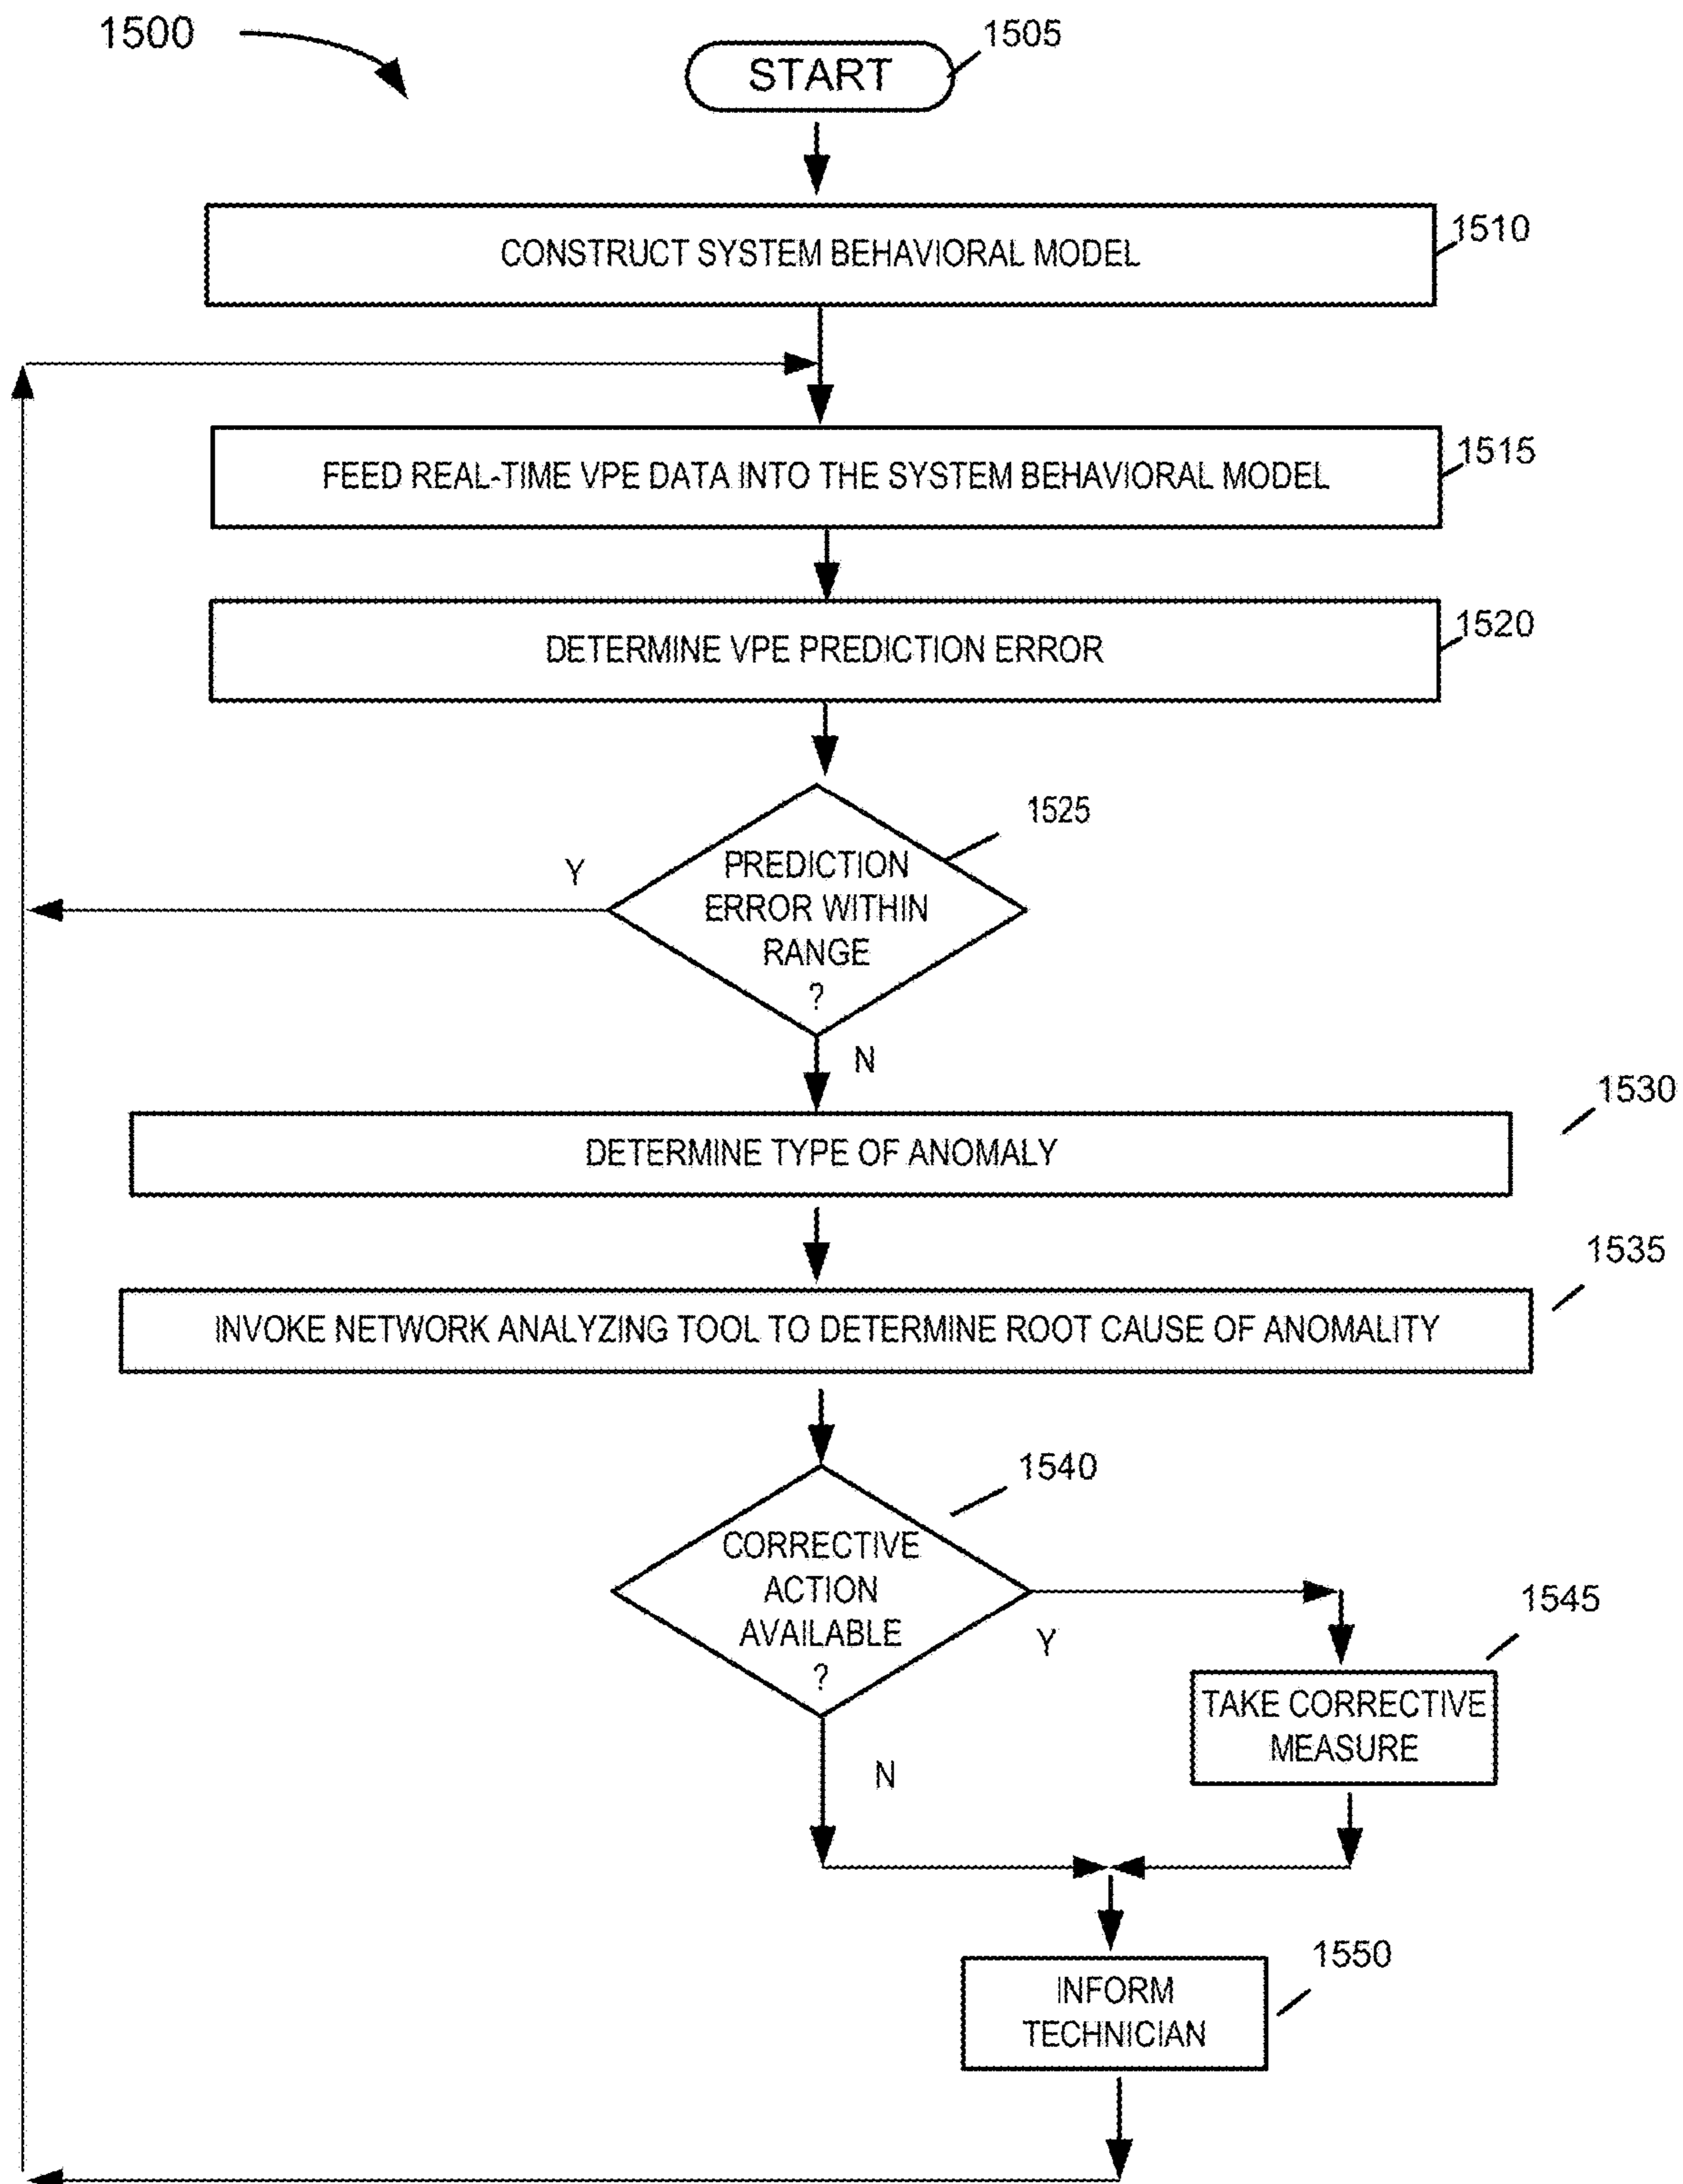 1500
START
1505
CONSTRUCT SYSTEM BEHAVIORAL MODEL
1510
FEED REAL-TIME VPE DATA INTO THE SYSTEM BEHAVIORAL MODEL
1515
DETERMINE VPE PREDICTION ERROR
1520
1525
PREDICTION
ERROR WITHIN
RANGE
?
Y
N
1530
DETERMINE TYPE OF ANOMALY
1535
INVOKE NETWORK ANALYZING TOOL TO DETERMINE ROOT CAUSE OF ANOMALITY
1540
CORRECTIVE
ACTION
AVAILABLE
?
Y
N
1545
TAKE CORRECTIVE
MEASURE
1550
INFORM
TECHNICIAN